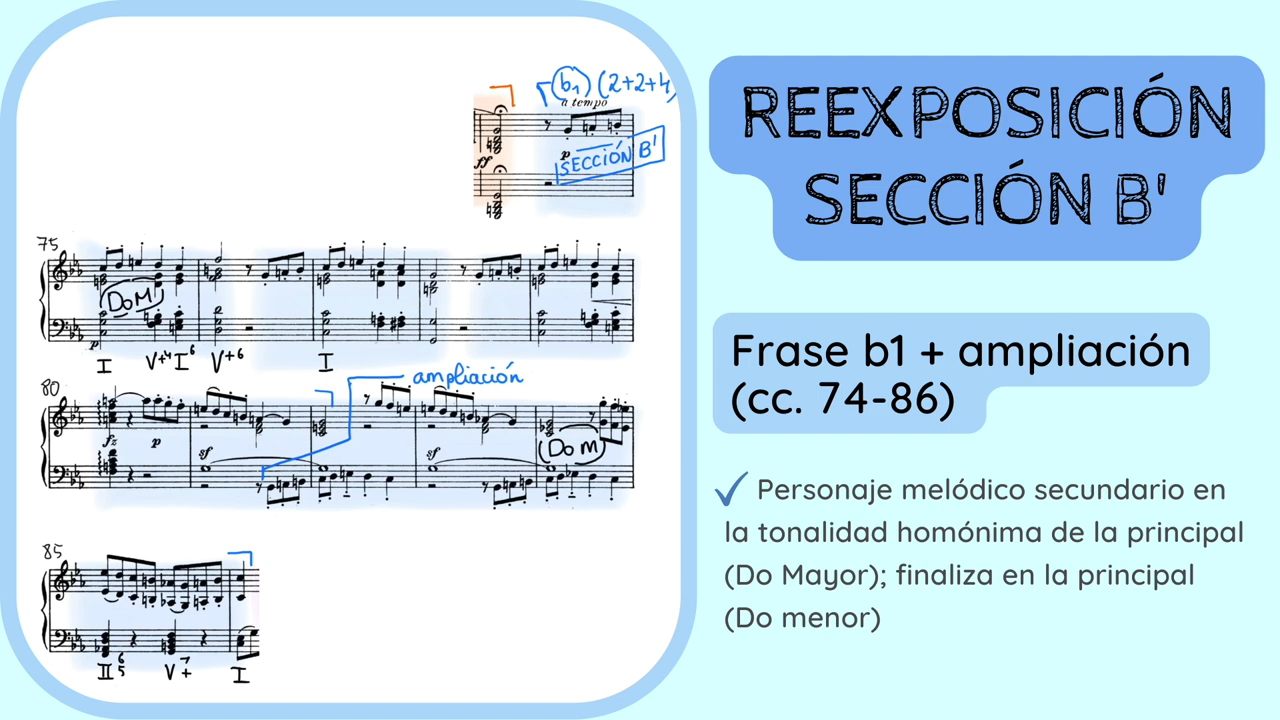 REEXPOSICIÓN
SECCIÓN B'
Frase b1 + ampliación
(cc. 74-86)
✓ Personaje melódico secundario en
la tonalidad homónima de la principal
(Do Mayor); finaliza en la principal
(Do menor)
b1 (2+2+4)
a tempo
ff
p
SECCIÓN B'
75
Do M
p
I V+4 I6 V+6 I
ampliación
80
fz p sf sf
(Do m)
85
II 6 5 V 7 + I